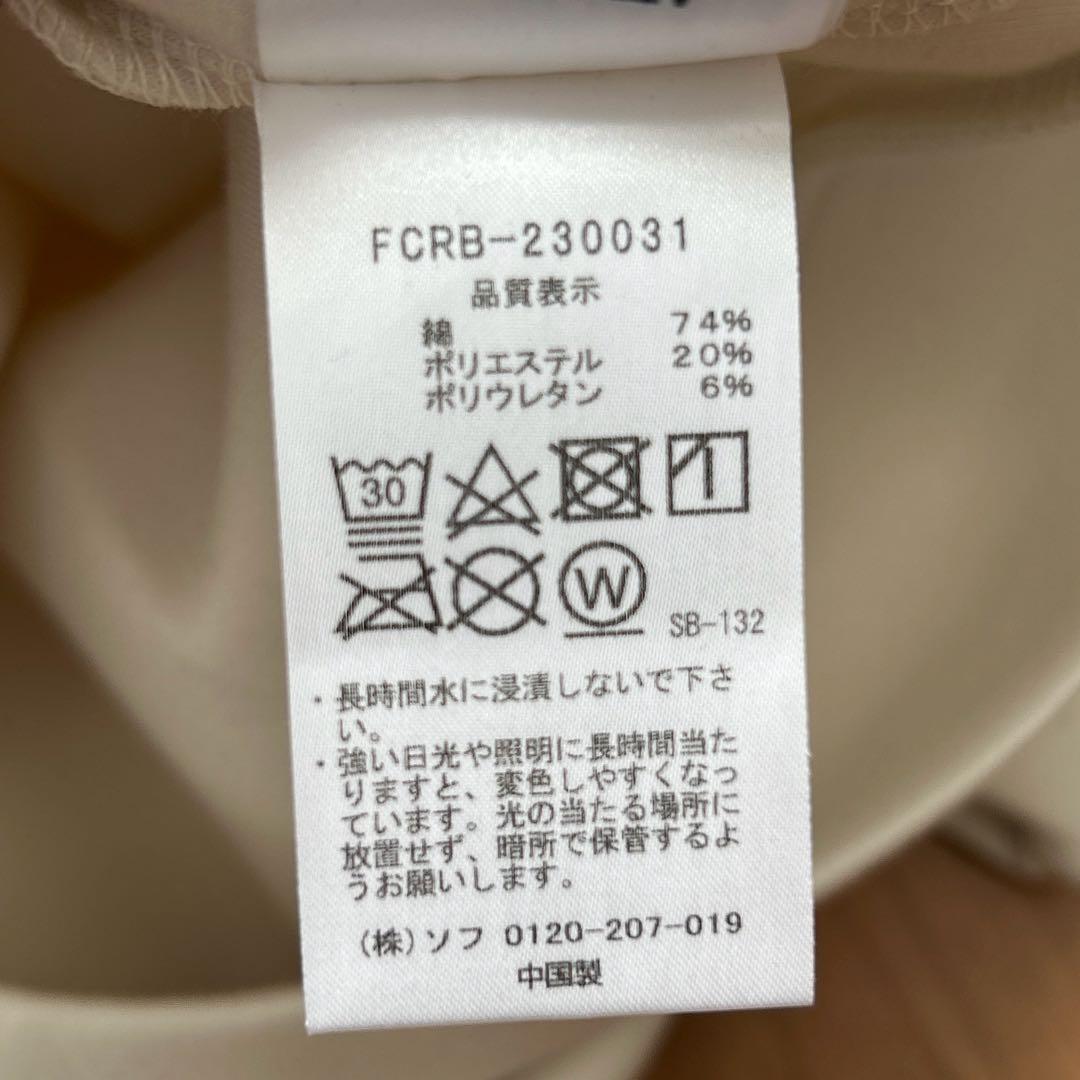 FCRB-230031
品質表示
綿 74%
ポリエステル 20%
ポリウレタン 6%
30
W
SB-132
・長時間水に浸漬しないで下さ
い。
・強い日光や照明に長時間当た
りますと、変色しやすくなっ
ています。光の当たる場所に
放置せず、暗所で保管するよ
うお願いします。
(株)ソフ 0120-207-019
中国製